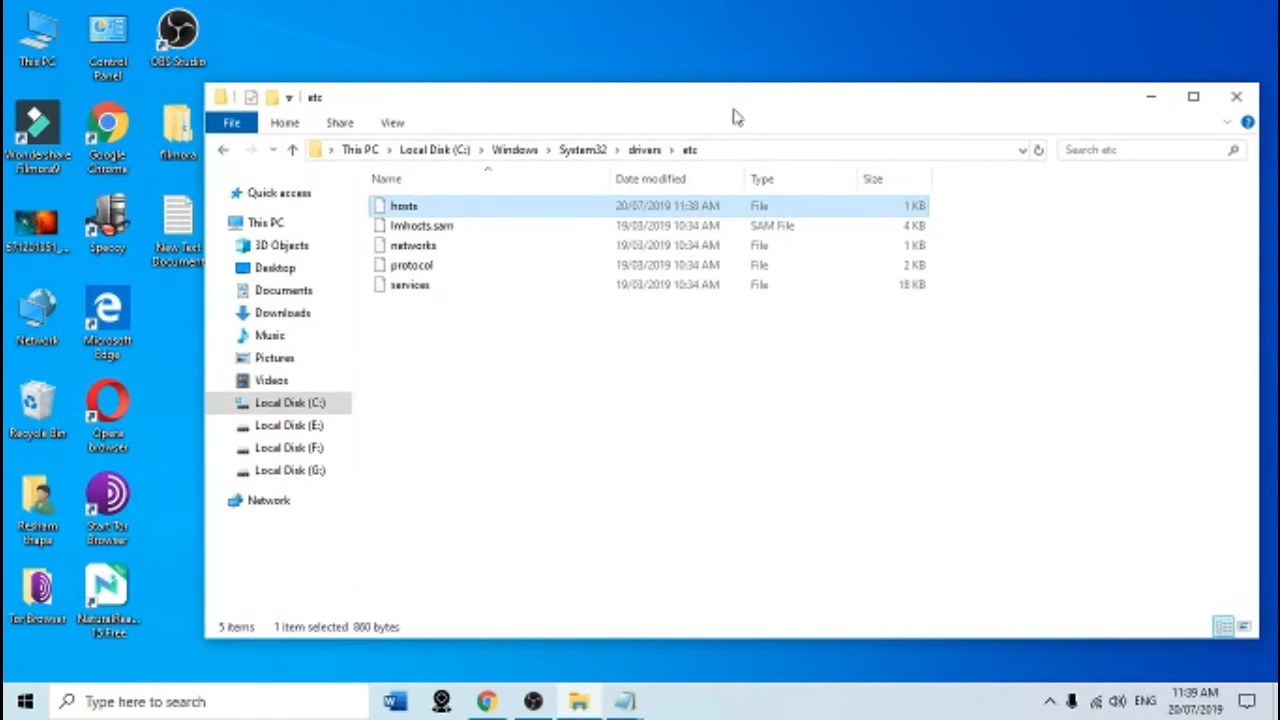 This PC
Control
Panel
OBS Studio
Wondershare
Filmora9
Google
Chrome
filmora
Speccy
New Text
Document
Network
Microsoft
Edge
Recycle Bin
Opera
browser
Resham
thapa
Start Tor
Browser
Tor Browser
NaturalRea...
15 Free
etc
File
Home
Share
View
This PC > Local Disk (C:) > Windows > System32 > drivers > etc
Search etc
Name
Date modified
Type
Size
Quick access
This PC
3D Objects
Desktop
Documents
Downloads
Music
Pictures
Videos
Local Disk (C:)
Local Disk (E:)
Local Disk (F:)
Local Disk (G:)
Network
hosts 20/07/2019 11:38 AM File 1 KB
lmhosts.sam 19/03/2019 10:34 AM SAM File 4 KB
networks 19/03/2019 10:34 AM File 1 KB
protocol 19/03/2019 10:34 AM File 2 KB
services 19/03/2019 10:34 AM File 18 KB
5 items 1 item selected 860 bytes
Type here to search
ENG
11:39 AM
20/07/2019